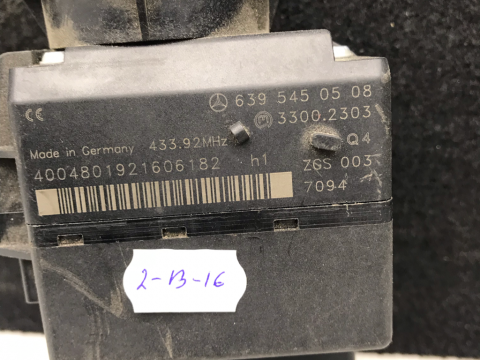 639 545 05 08
3300.2303
CE
Made in Germany 433.92MHz
Q4
4004801921606182 h1
ZGS 003
7094
2-13-16